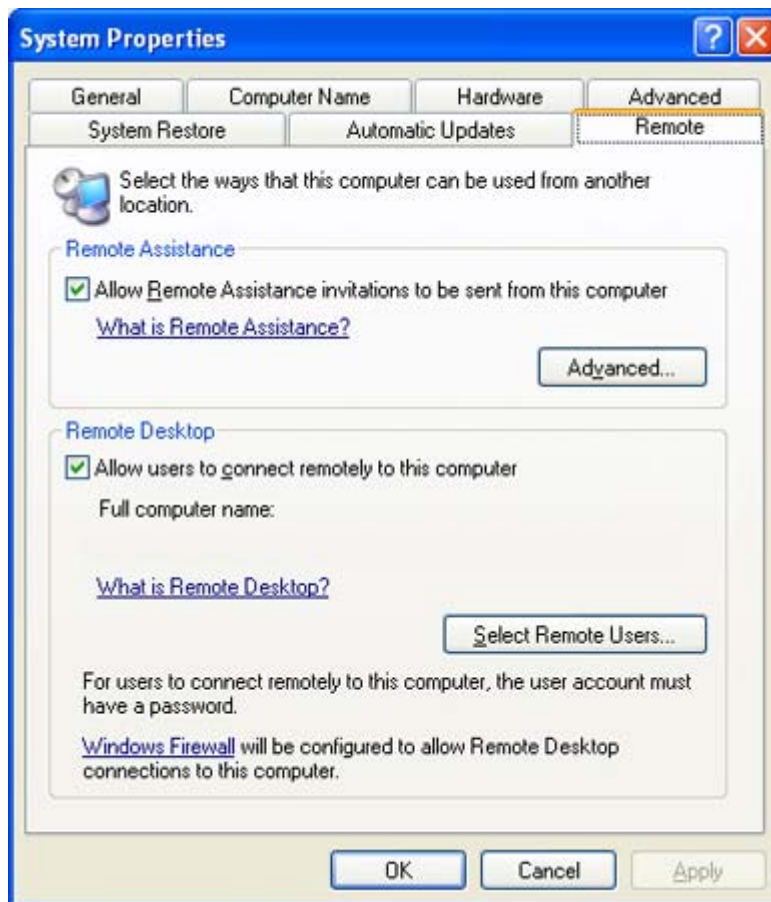 System Properties
General Computer Name Hardware Advanced
System Restore Automatic Updates Remote
Select the ways that this computer can be used from another
location.
Remote Assistance
Allow Remote Assistance invitations to be sent from this computer
What is Remote Assistance?
Advanced...
Remote Desktop
Allow users to connect remotely to this computer
Full computer name:
What is Remote Desktop?
Select Remote Users...
For users to connect remotely to this computer, the user account must
have a password.
Windows Firewall will be configured to allow Remote Desktop
connections to this computer.
OK Cancel Apply